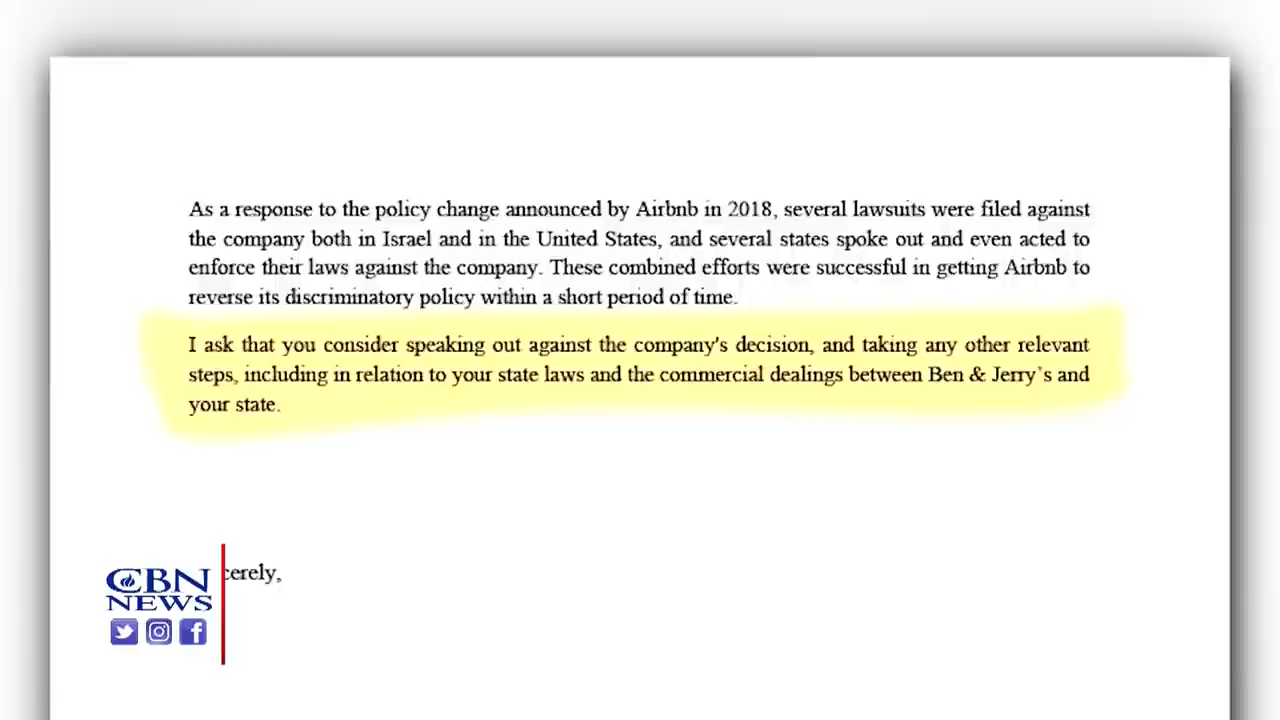 As a response to the policy change announced by Airbnb in 2018, several lawsuits were filed against
the company both in Israel and in the United States, and several states spoke out and even acted to
enforce their laws against the company. These combined efforts were successful in getting Airbnb to
reverse its discriminatory policy within a short period of time.
I ask that you consider speaking out against the company's decision, and taking any other relevant
steps, including in relation to your state laws and the commercial dealings between Ben & Jerry’s and
your state.
cerely,
CBN
NEWS